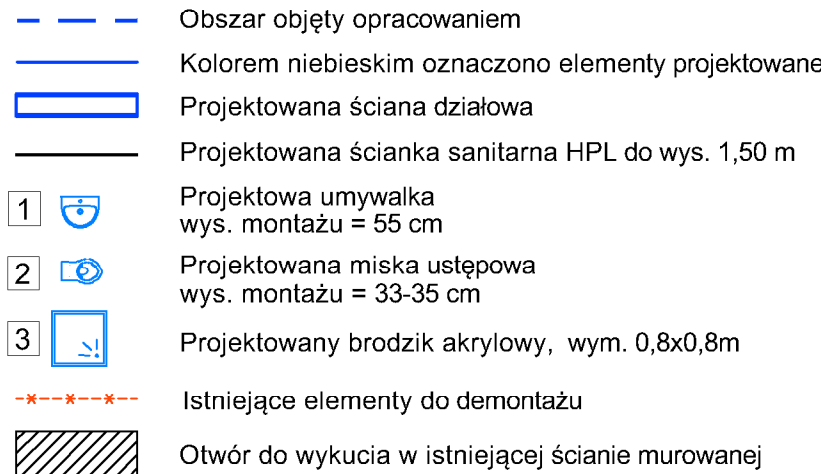 Obszar objęty opracowaniem
Kolorem niebieskim oznaczono elementy projektowane
Projektowana ściana działowa
Projektowana ścianka sanitarna HPL do wys. 1,50 m
1 Projektowa umywalka
wys. montażu = 55 cm
2 Projektowana miska ustępowa
wys. montażu = 33-35 cm
3 Projektowany brodzik akrylowy, wym. 0,8x0,8m
Istniejące elementy do demontażu
Otwór do wykucia w istniejącej ścianie murowanej